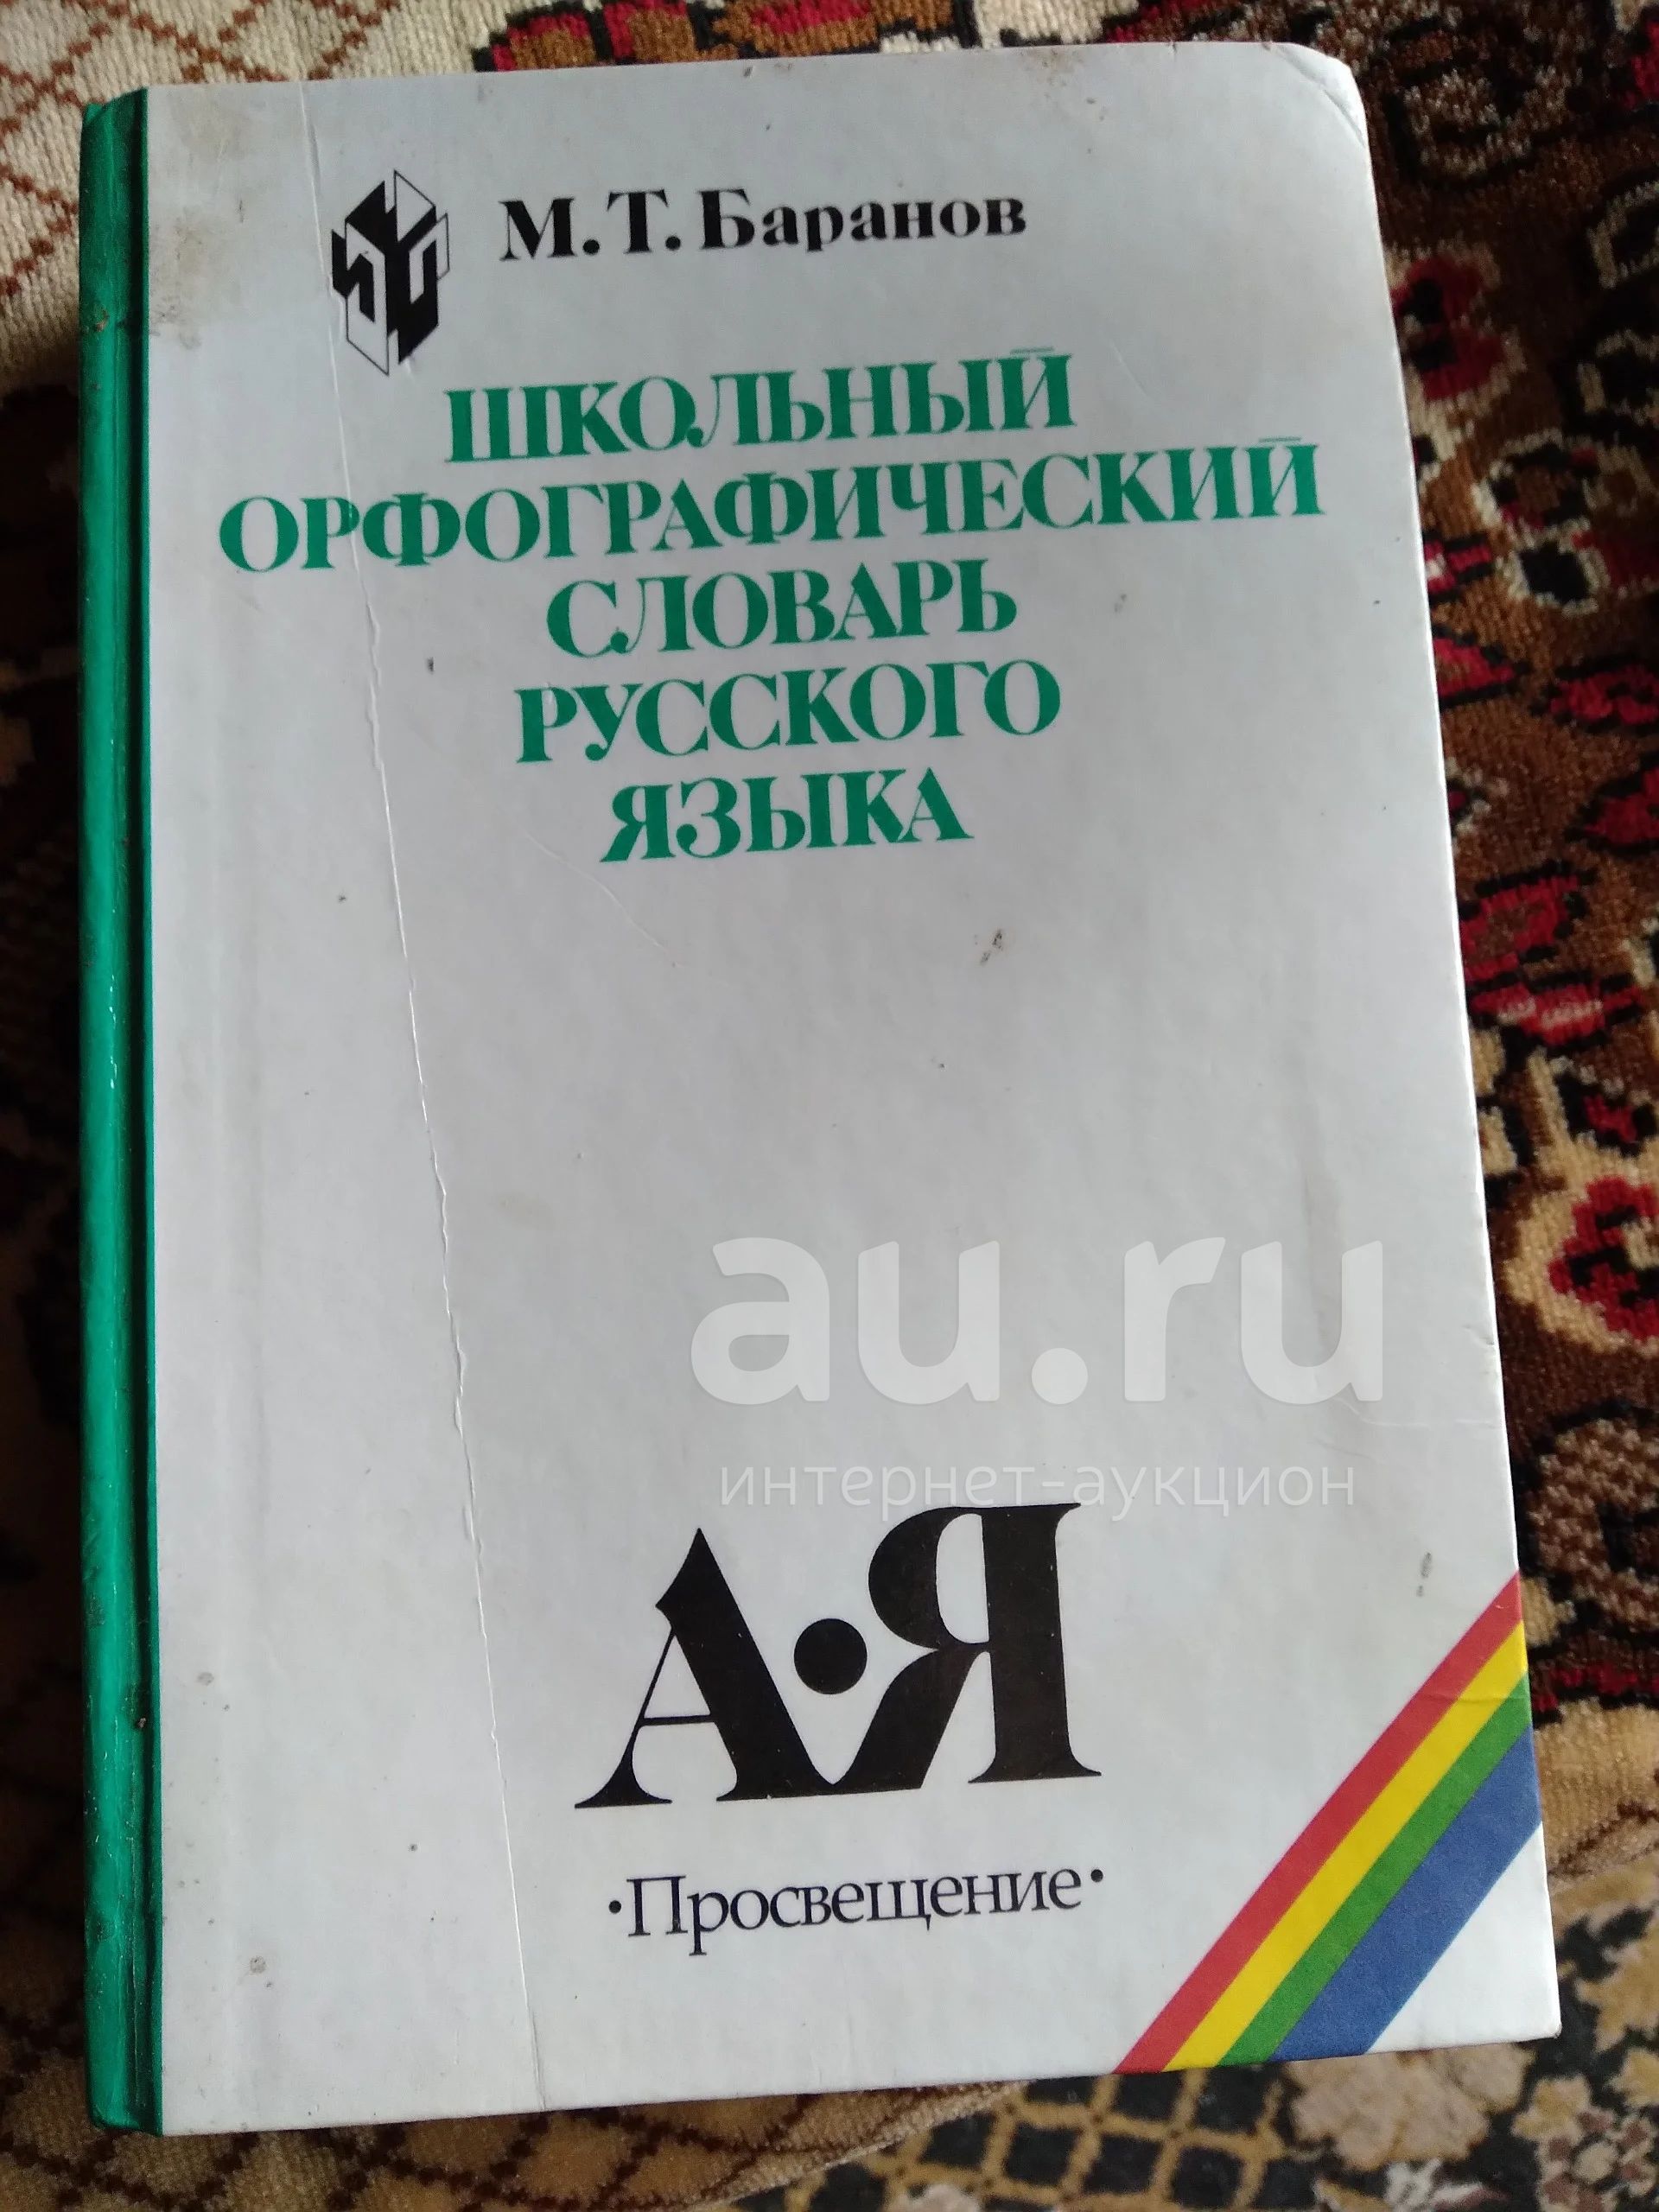 М. Т. Баранов
ШКОЛЬНЫЙ
ОРФОГРАФИЧЕСКИЙ
СЛОВАРЬ
РУССКОГО
ЯЗЫКА
au.ru
интернет-аукцион
А•Я
•Просвещение•